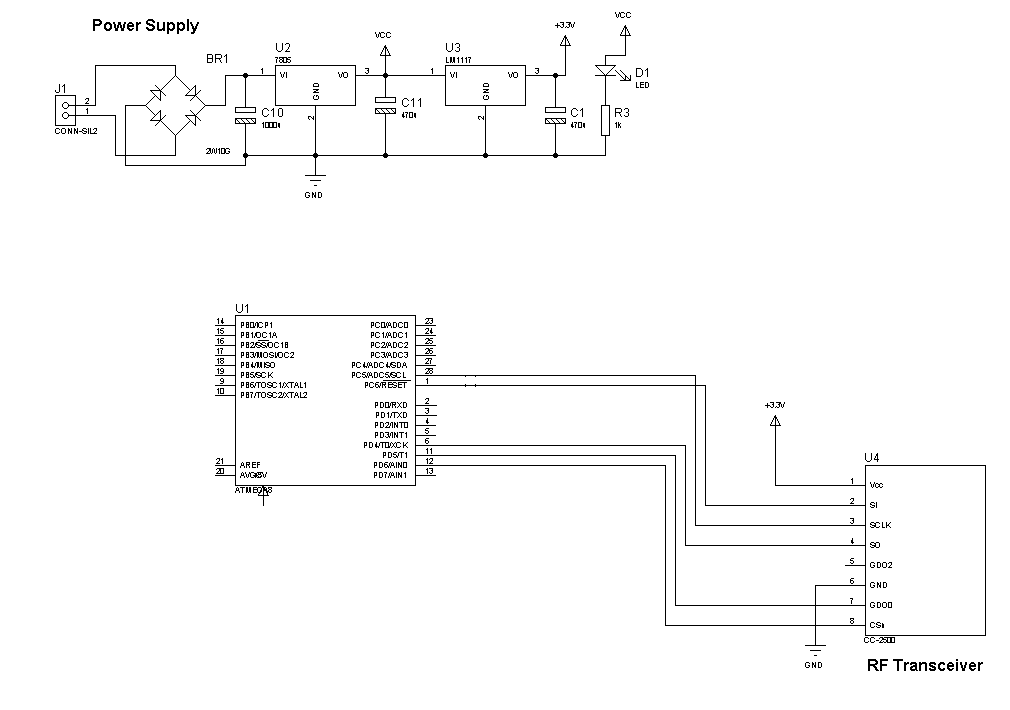 Power Supply
J1
2
1
CONN-SIL2
BR1
2W10G
U2
7805
1 VI VO 3
GND
2
C10
1000u
VCC
C11
470u
U3
LM1117
1 VI VO 3
GND
2
+3.3V
C1
470u
VCC
D1
LED
R3
1k
GND
U1
14 PB0/ICP1 PC0/ADC0 23
15 PB1/OC1A PC1/ADC1 24
16 PB2/SS/OC1B PC2/ADC2 25
17 PB3/MOSI/OC2 PC3/ADC3 26
18 PB4/MISO PC4/ADC4/SDA 27
19 PB5/SCK PC5/ADC5/SCL 28
9 PB6/TOSC1/XTAL1 PC6/RESET 1
10 PB7/TOSC2/XTAL2
PD0/RXD 2
PD1/TXD 3
PD2/INT0 4
PD3/INT1 5
PD4/T0/XCK 6
PD5/T1 11
21 AREF PD6/AIN0 12
20 PD7/AIN1 13
ATMEGA8
+3.3V
U4
1 Vcc
2 SI
3 SCLK
4 SO
5 GDO2
6 GND
7 GDO0
8 CSn
CC-2500
GND
RF Transceiver